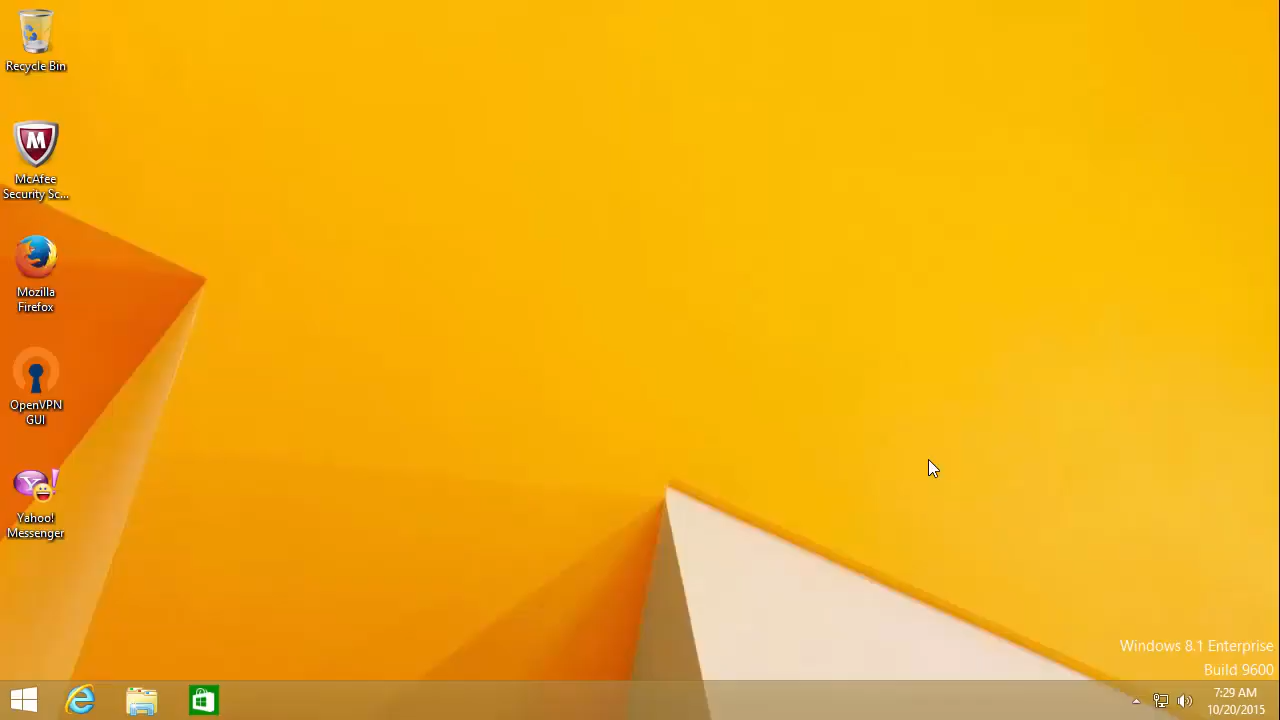 Recycle Bin
McAfee
Security Sc...
Mozilla
Firefox
OpenVPN
GUI
Yahoo!
Messenger
Windows 8.1 Enterprise
Build 9600
7:29 AM
10/20/2015